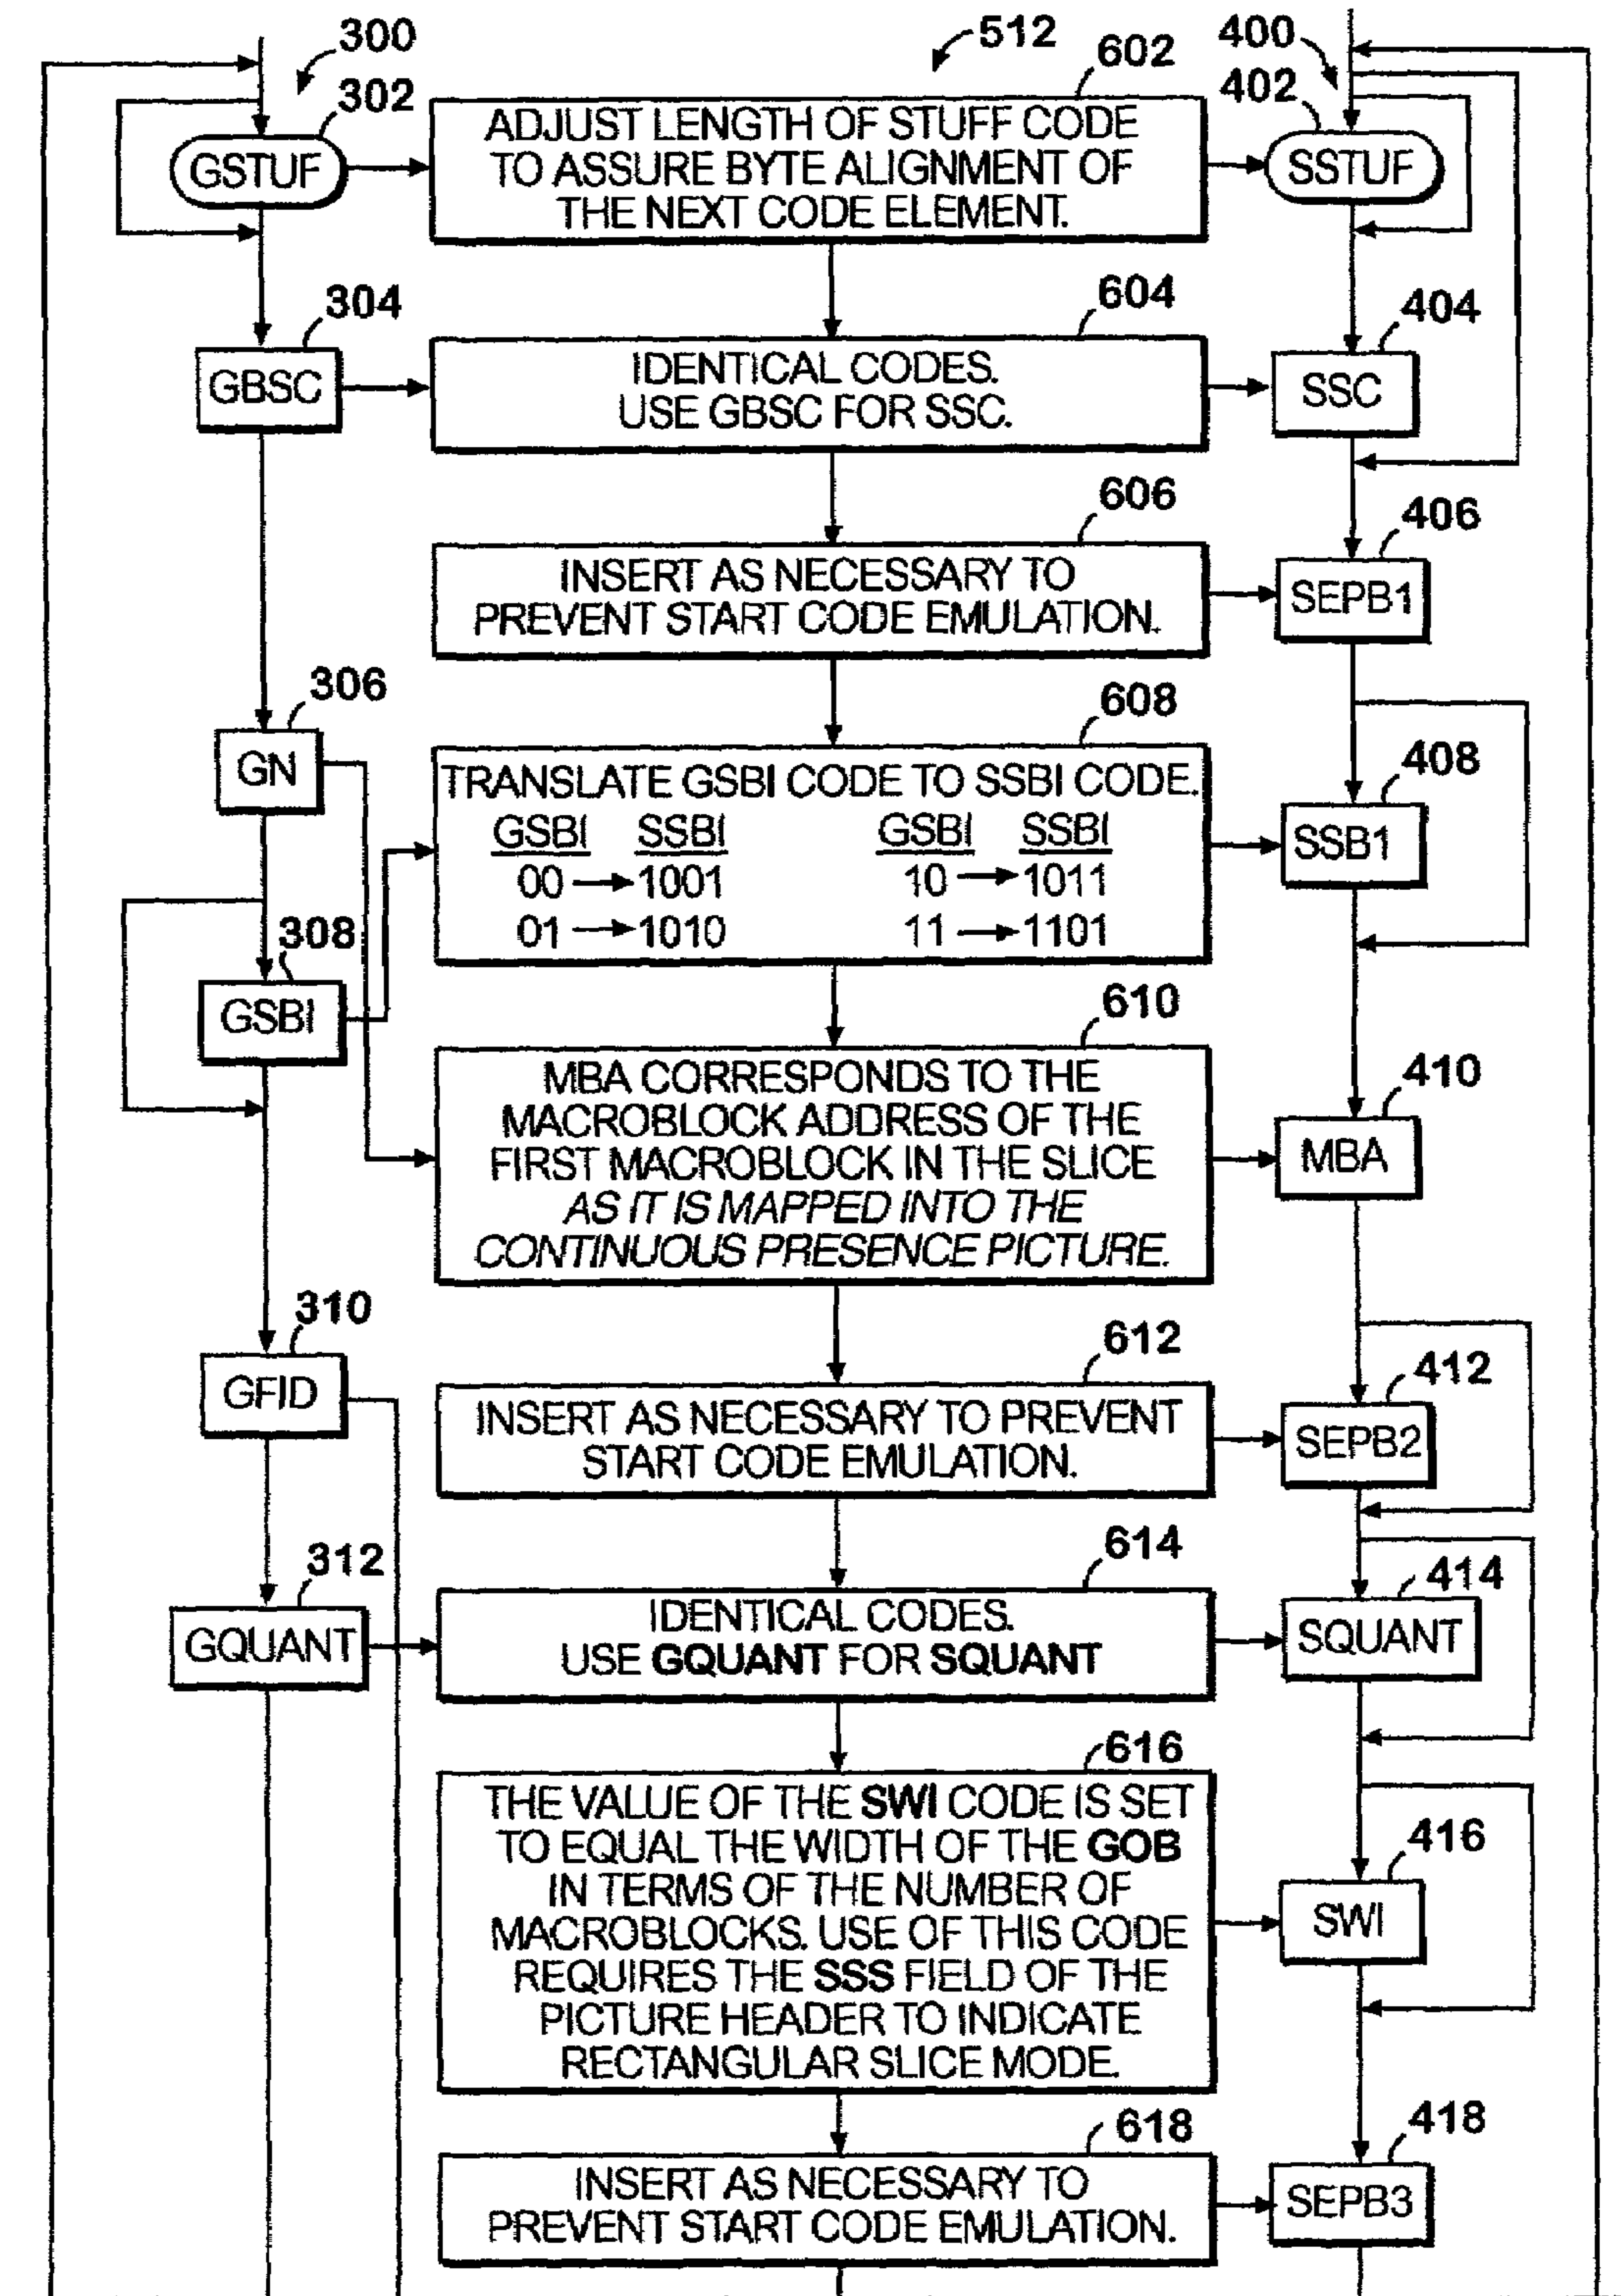 300
512
602
400
302
402
GSTUF
ADJUST LENGTH OF STUFF CODE
TO ASSURE BYTE ALIGNMENT OF
THE NEXT CODE ELEMENT.
SSTUF
304
604
404
GBSC
IDENTICAL CODES.
USE GBSC FOR SSC.
SSC
606
406
INSERT AS NECESSARY TO
PREVENT START CODE EMULATION.
SEPB1
306
608
GN
TRANSLATE GSBI CODE TO SSBI CODE.
GSBI SSBI GSBI SSBI
00 → 1001 10 → 1011
01 → 1010 11 → 1101
408
SSB1
308
GSBI
610
410
MBA CORRESPONDS TO THE
MACROBLOCK ADDRESS OF THE
FIRST MACROBLOCK IN THE SLICE
AS IT IS MAPPED INTO THE
CONTINUOUS PRESENCE PICTURE.
MBA
310
612
412
GFID
INSERT AS NECESSARY TO PREVENT
START CODE EMULATION.
SEPB2
312
614
414
GQUANT
IDENTICAL CODES.
USE GQUANT FOR SQUANT
SQUANT
616
416
THE VALUE OF THE SWI CODE IS SET
TO EQUAL THE WIDTH OF THE GOB
IN TERMS OF THE NUMBER OF
MACROBLOCKS. USE OF THIS CODE
REQUIRES THE SSS FIELD OF THE
PICTURE HEADER TO INDICATE
RECTANGULAR SLICE MODE.
SWI
618
418
INSERT AS NECESSARY TO
PREVENT START CODE EMULATION.
SEPB3